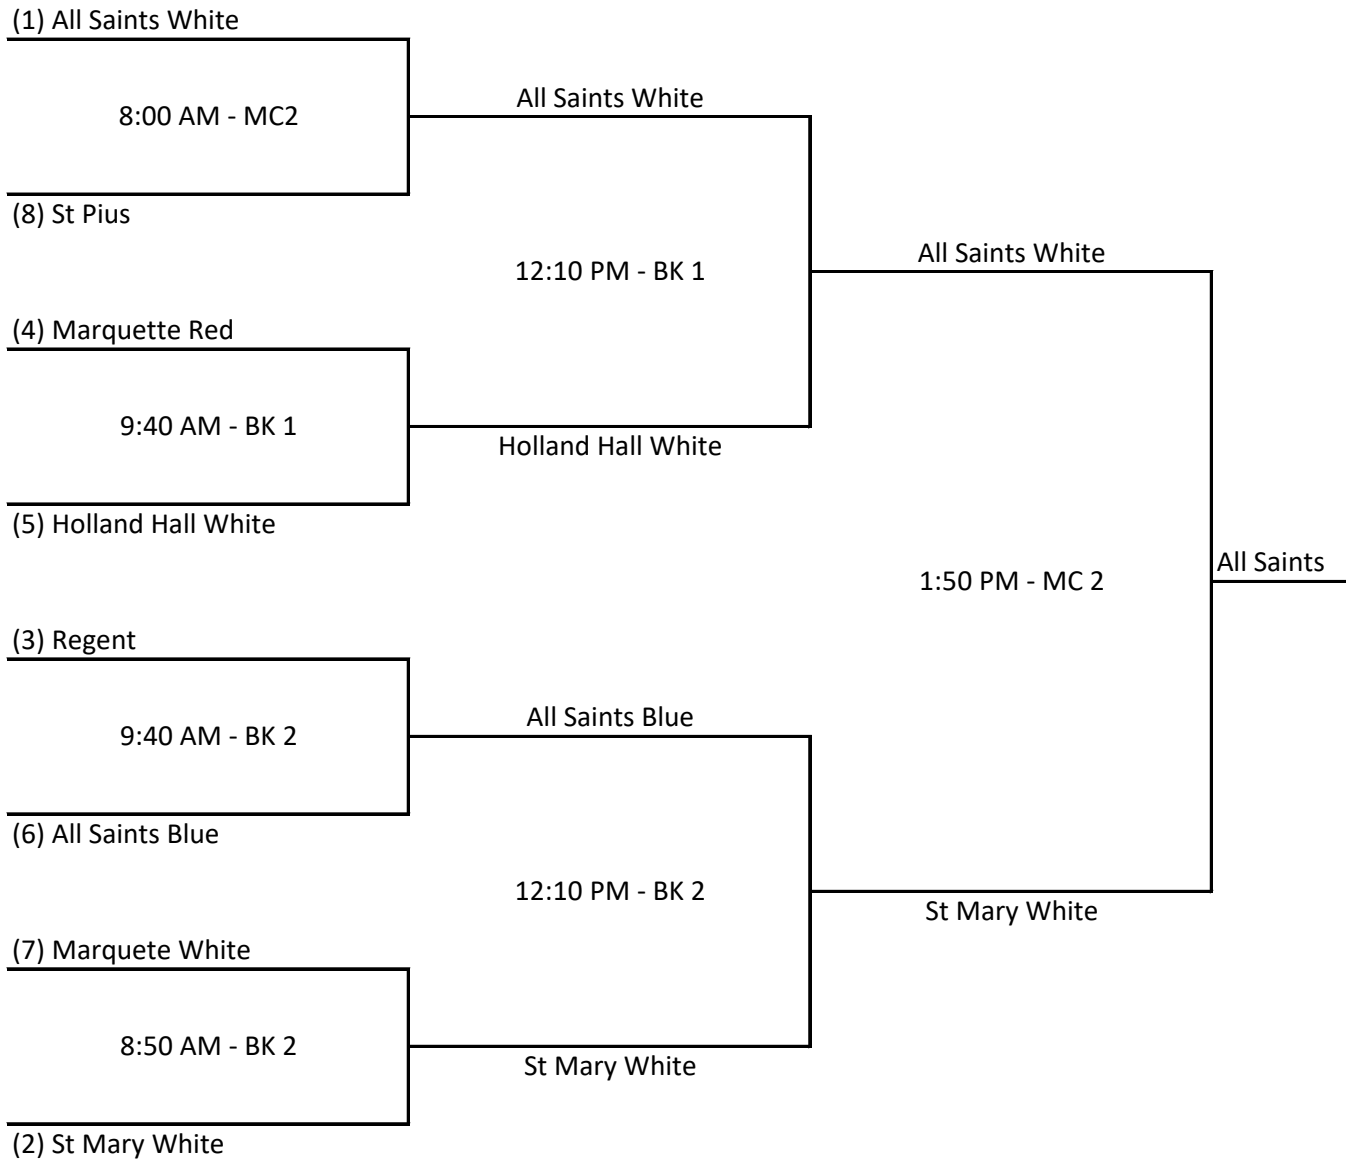 (1) All Saints White
All Saints White
8:00 AM - MC2
(8) St Pius
All Saints White
12:10 PM - BK 1
(4) Marquette Red
9:40 AM - BK 1
Holland Hall White
(5) Holland Hall White
All Saints
1:50 PM - MC 2
(3) Regent
All Saints Blue
9:40 AM - BK 2
(6) All Saints Blue
12:10 PM - BK 2
St Mary White
(7) Marquete White
8:50 AM - BK 2
St Mary White
(2) St Mary White